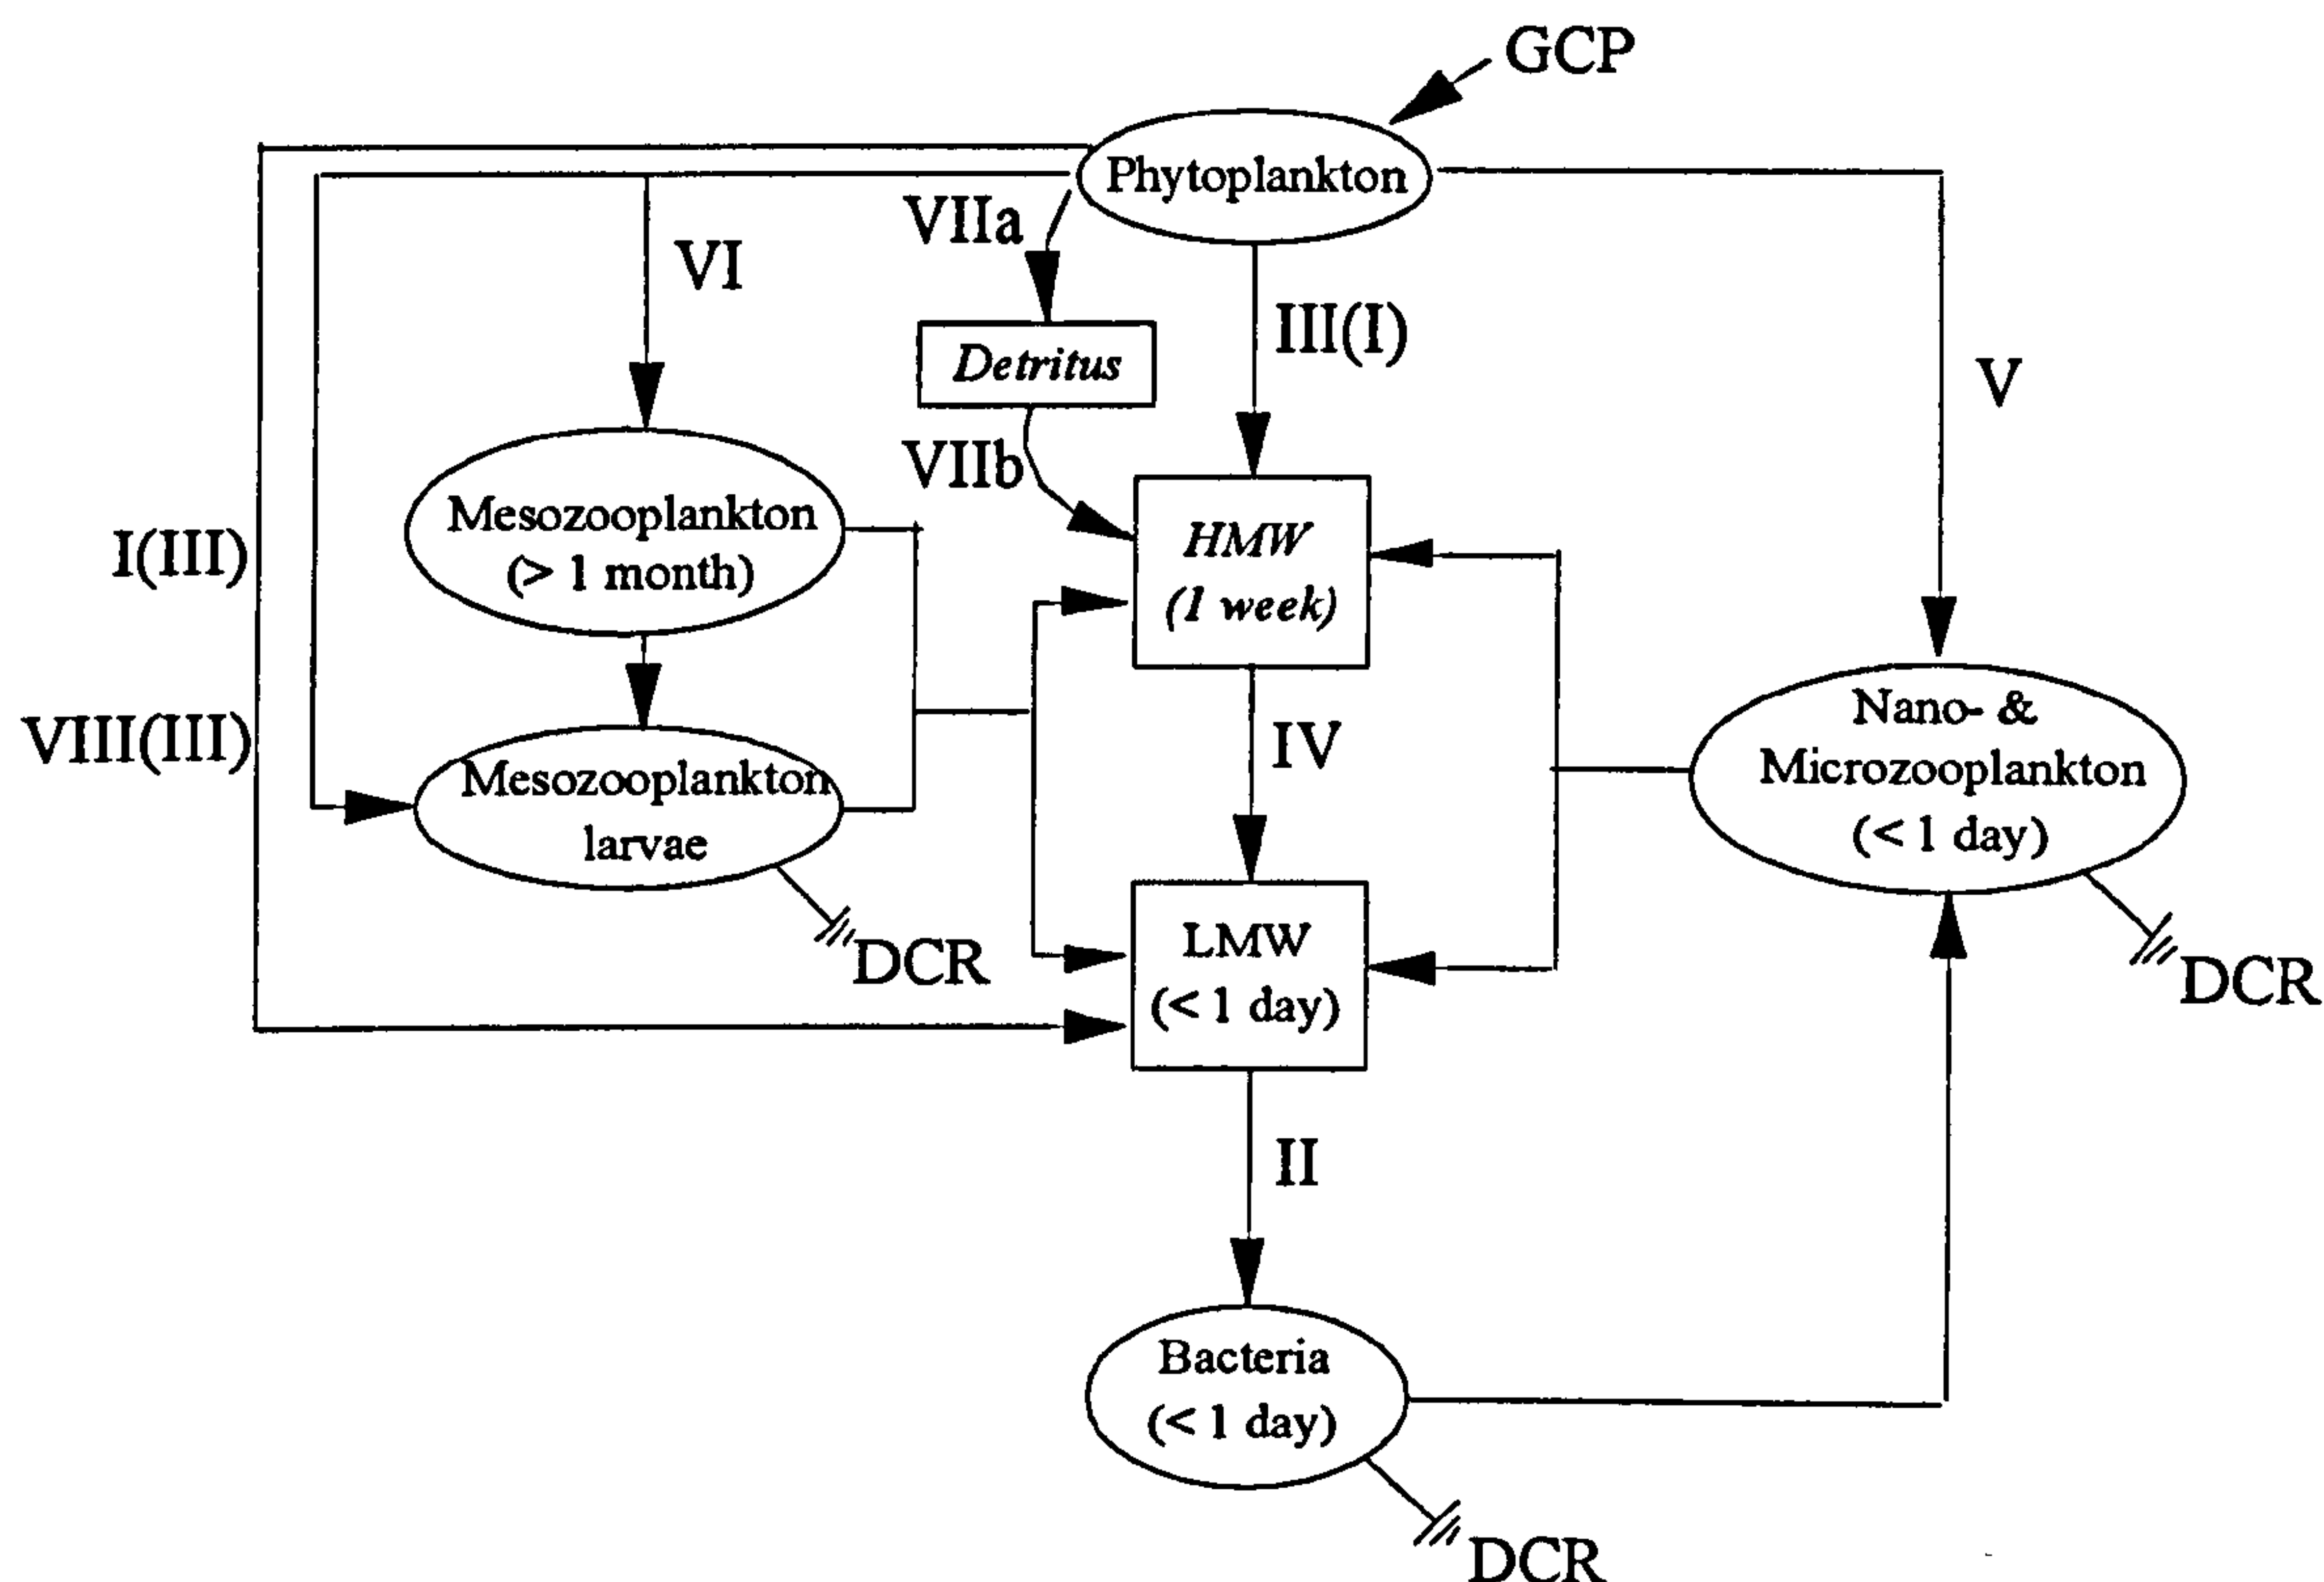 GCP
Phytoplankton
VIIa
VI
Detritus
III(I)
V
VIIb
Mesozooplankton
(> 1 month)
HMW
(1 week)
I(III)
VIII(III)
IV
Nano- &
Microzooplankton
(< 1 day)
Mesozooplankton
larvae
DCR
LMW
(< 1 day)
DCR
II
Bacteria
(< 1 day)
DCR